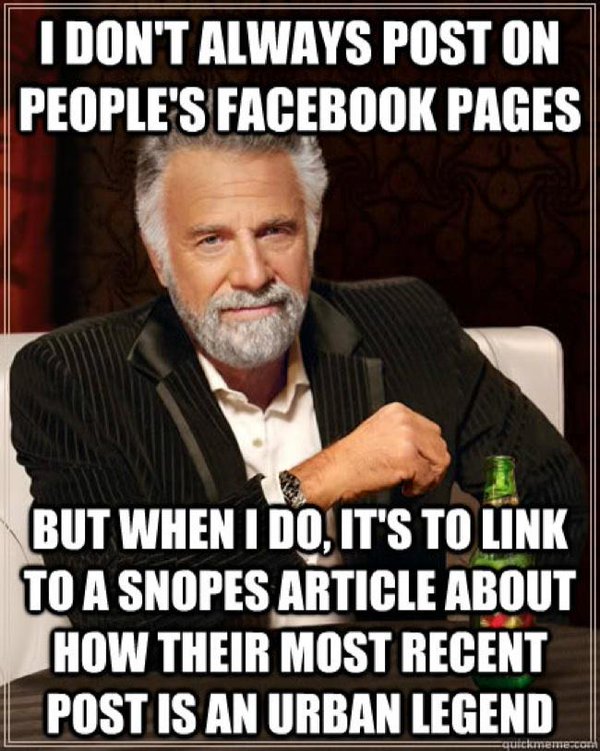 I DON'T ALWAYS POST ON
PEOPLE'S FACEBOOK PAGES
BUT WHEN I DO, IT'S TO LINK
TO A SNOPES ARTICLE ABOUT
HOW THEIR MOST RECENT
POST IS AN URBAN LEGEND
quickmeme.com